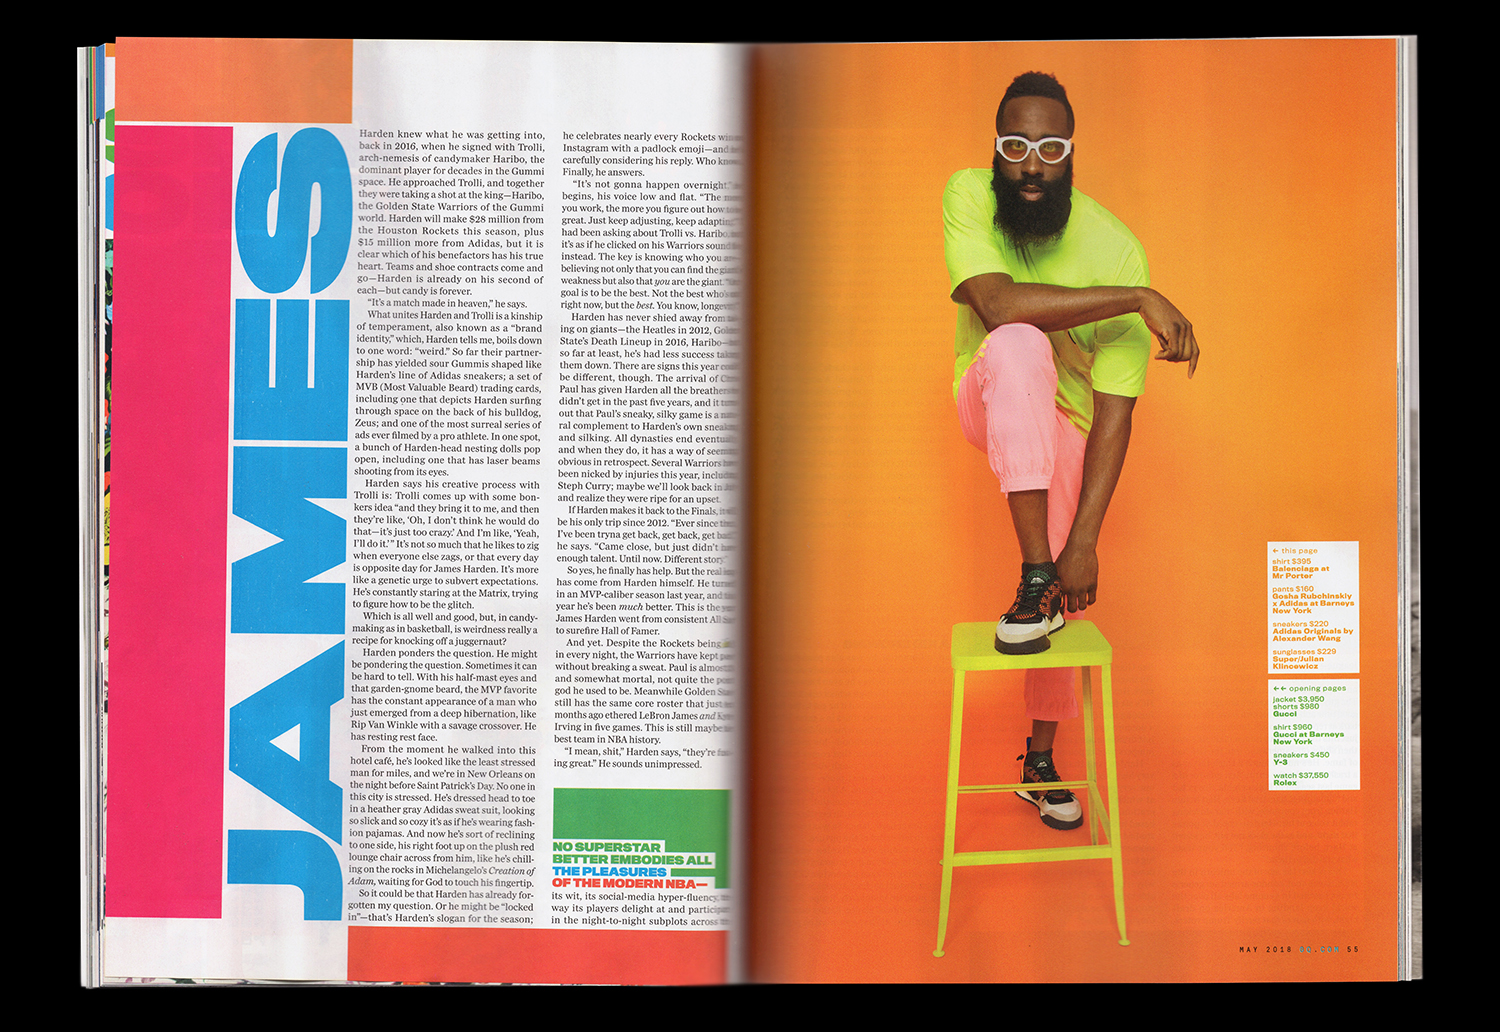 JAMES
Harden knew what he was getting into,
back in 2016, when he signed with Trolli,
arch-nemesis of candymaker Haribo, the
dominant player for decades in the Gummi
space. He approached Trolli, and together
they were taking a shot at the king—Haribo,
the Golden State Warriors of the Gummi
world. Harden will make $28 million from
the Houston Rockets this season, plus
$15 million more from Adidas, but it is
clear which of his benefactors has his true
heart. Teams and shoe contracts come and
go—Harden is already on his second of
each—but candy is forever.
“It’s a match made in heaven,” he says.
What unites Harden and Trolli is a kinship
of temperament, also known as a “brand
identity,” which, Harden tells me, boils down
to one word: “weird.” So far their partner-
ship has yielded sour Gummis shaped like
Harden’s line of Adidas sneakers; a set of
MVB (Most Valuable Beard) trading cards,
including one that depicts Harden surfing
through space on the back of his bulldog,
Zeus; and one of the most surreal series of
ads ever filmed by a pro athlete. In one spot,
a bunch of Harden-head nesting dolls pop
open, including one that has laser beams
shooting from its eyes.
Harden says his creative process with
Trolli is: Trolli comes up with some bon-
kers idea “and they bring it to me, and then
they’re like, ‘Oh, I don’t think he would do
that—it’s just too crazy.’ And I’m like, ‘Yeah,
I’ll do it.’ ” It’s not so much that he likes to zig
when everyone else zags, or that every day
is opposite day for James Harden. It’s more
like a genetic urge to subvert expectations.
He’s constantly staring at the Matrix, trying
to figure how to be the glitch.
Which is all well and good, but, in candy-
making as in basketball, is weirdness really a
recipe for knocking off a juggernaut?
Harden ponders the question. He might
be pondering the question. Sometimes it can
be hard to tell. With his half-mast eyes and
that garden-gnome beard, the MVP favorite
has the constant appearance of a man who
just emerged from a deep hibernation, like
Rip Van Winkle with a savage crossover. He
has resting rest face.
From the moment he walked into this
hotel café, he’s looked like the least stressed
man for miles, and we’re in New Orleans on
the night before Saint Patrick’s Day. No one in
this city is stressed. He’s dressed head to toe
in a heather gray Adidas sweat suit, looking
so slick and so cozy it’s as if he’s wearing fash-
ion pajamas. And now he’s sort of reclining
to one side, his right foot up on the plush red
lounge chair across from him, like he’s chill-
ing on the rocks in Michelangelo’s Creation of
Adam, waiting for God to touch his fingertip.
So it could be that Harden has already for-
gotten my question. Or he might be “locked
in”—that’s Harden’s slogan for the season;
he celebrates nearly every Rockets
Instagram with a padlock emoji—and
carefully considering his reply. Who
Finally, he answers.
“It’s not gonna happen overnight,”
begins, his voice low and flat. “The
you work, the more you figure out how
great. Just keep adjusting, keep
had been asking about Trolli vs. Haribo,
it’s as if he clicked on his Warriors
instead. The key is knowing who you
believing not only that you can find the
weakness but also that you are the giant.
goal is to be the best. Not the best who’s
right now, but the best. You know,
Harden has never shied away from
ing on giants—the Heatles in 2012,
State’s Death Lineup in 2016, Haribo—
so far at least, he’s had less success
them down. There are signs this year
be different, though. The arrival of
Paul has given Harden all the
didn’t get in the past five years, and it
out that Paul’s sneaky, silky game is a
ral complement to Harden’s own
and silking. All dynasties end
and when they do, it has a way of
obvious in retrospect. Several Warriors
been nicked by injuries this year,
Steph Curry; maybe we’ll look back in
and realize they were ripe for an upset.
If Harden makes it back to the Finals,
be his only trip since 2012. “Ever since
I’ve been tryna get back, get back, get
he says. “Came close, but just didn’t
enough talent. Until now. Different story.”
So yes, he finally has help. But the real
has come from Harden himself. He
in an MVP-caliber season last year, and
year he’s been much better. This is the
James Harden went from consistent
to surefire Hall of Famer.
And yet. Despite the Rockets being
in every night, the Warriors have kept
without breaking a sweat. Paul is
and somewhat mortal, not quite the
god he used to be. Meanwhile Golden
still has the same core roster that just
months ago ethered LeBron James and
Irving in five games. This is still maybe
best team in NBA history.
“I mean, shit,” Harden says, “they’re
ing great.” He sounds unimpressed.
NO SUPERSTAR
BETTER EMBODIES ALL
THE PLEASURES
OF THE MODERN NBA—
its wit, its social-media hyper-fluency,
way its players delight at and
in the night-to-night subplots across
← this page
shirt $395
Balenciaga at
Mr Porter
pants $160
Gosha Rubchinskiy
x Adidas at Barneys
New York
sneakers $220
Adidas Originals by
Alexander Wang
sunglasses $229
Super/Julian
Klincewicz
←← opening pages
jacket $3,950
shorts $980
Gucci
shirt $960
Gucci at Barneys
New York
sneakers $450
Y-3
watch $37,550
Rolex
MAY 2018 GQ.COM 55